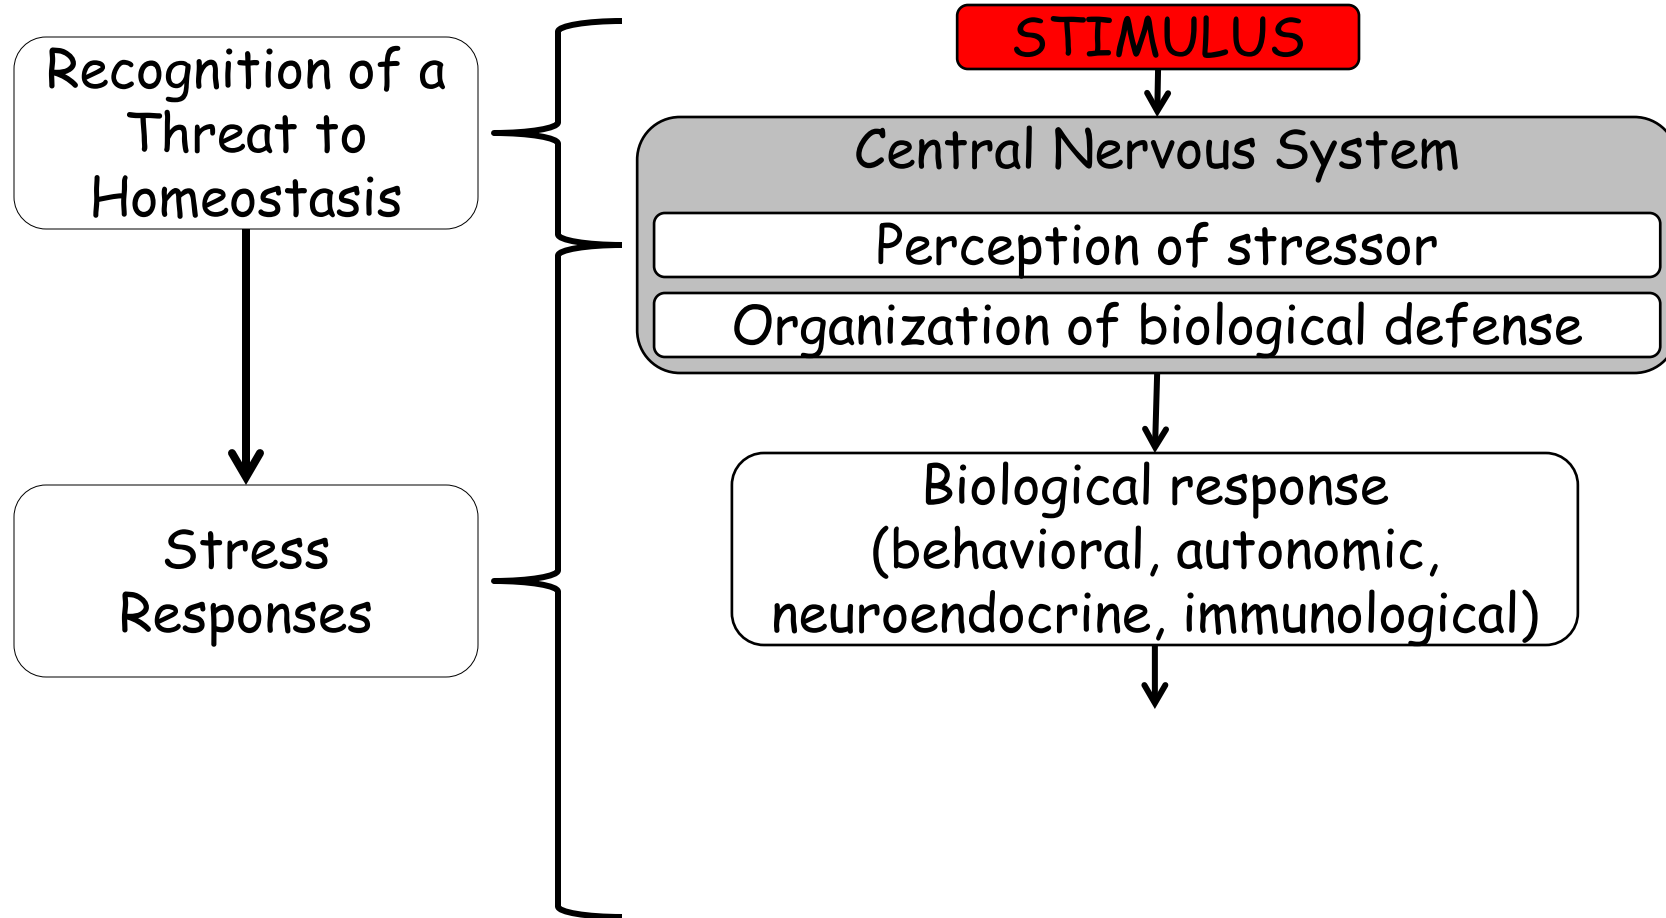 Recognition of a
Threat to
Homeostasis
Stress
Responses
STIMULUS
Central Nervous System
Perception of stressor
Organization of biological defense
Biological response
(behavioral, autonomic,
neuroendocrine, immunological)